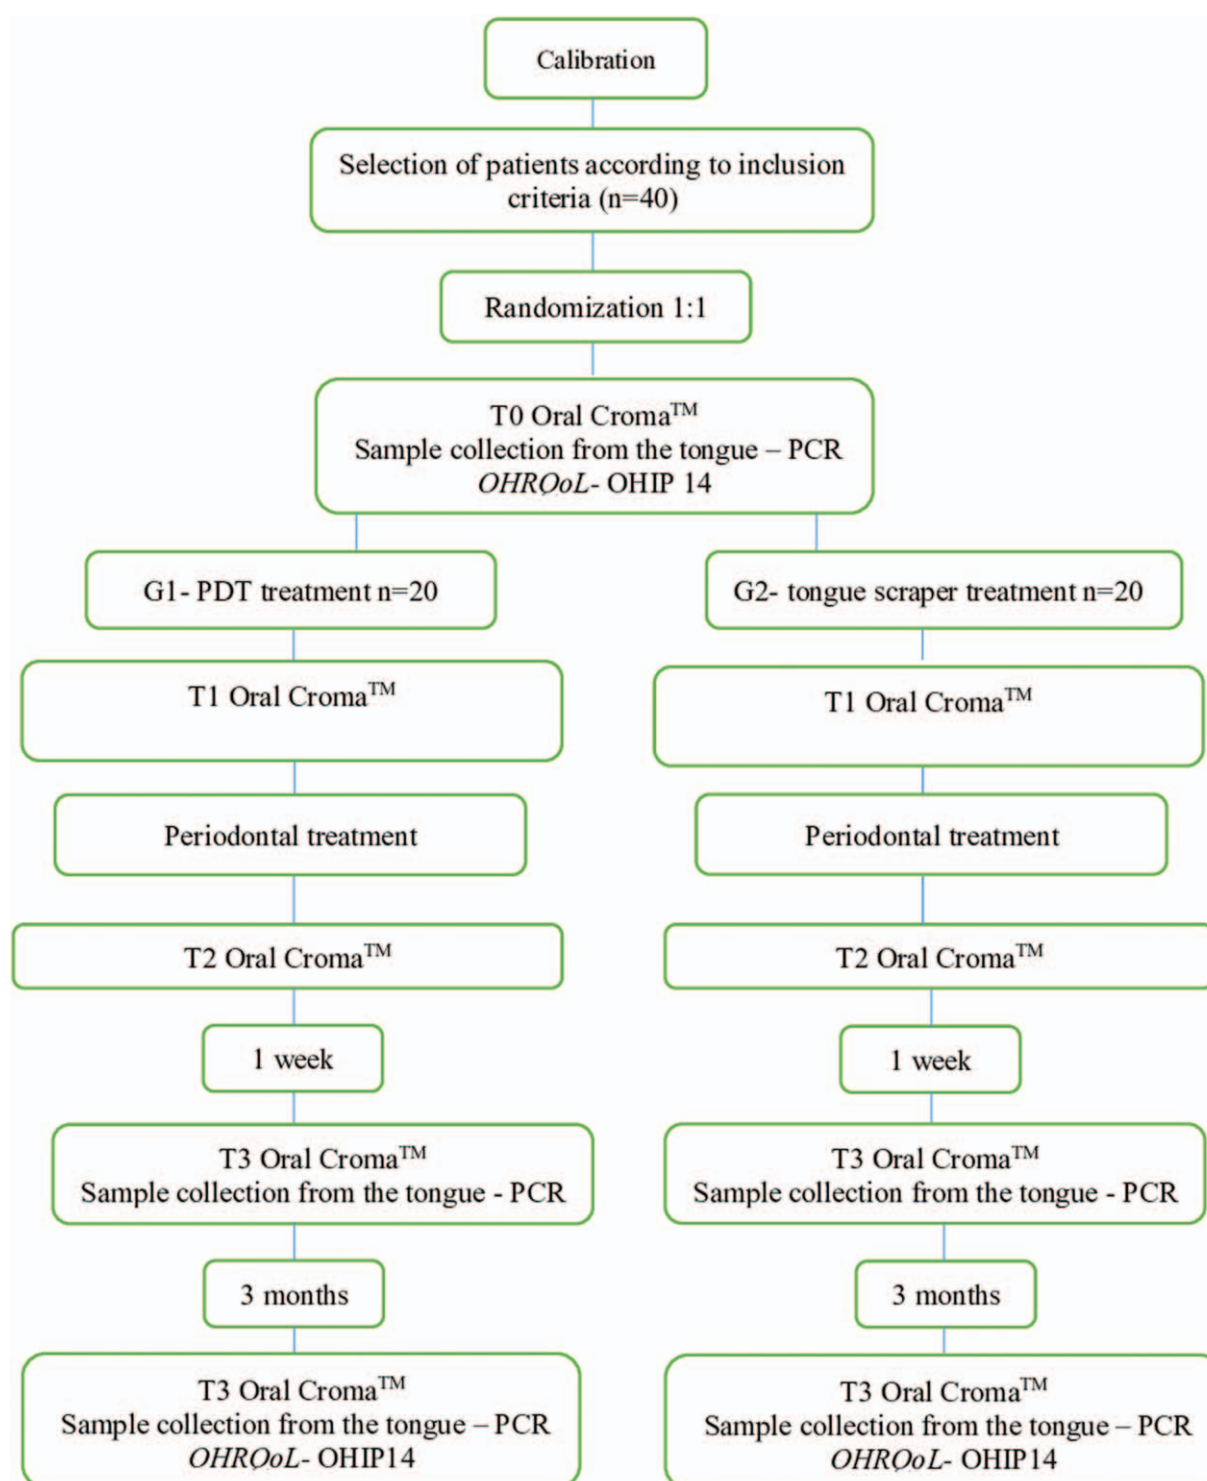 Calibration
Selection of patients according to inclusion
criteria (n=40)
Randomization 1:1
T0 Oral Croma™
Sample collection from the tongue – PCR
OHRQoL- OHIP 14
G1- PDT treatment n=20
G2- tongue scraper treatment n=20
T1 Oral Croma™
T1 Oral Croma™
Periodontal treatment
Periodontal treatment
T2 Oral Croma™
T2 Oral Croma™
1 week
1 week
T3 Oral Croma™
Sample collection from the tongue - PCR
T3 Oral Croma™
Sample collection from the tongue - PCR
3 months
3 months
T3 Oral Croma™
Sample collection from the tongue – PCR
OHRQoL- OHIP14
T3 Oral Croma™
Sample collection from the tongue – PCR
OHRQoL- OHIP14